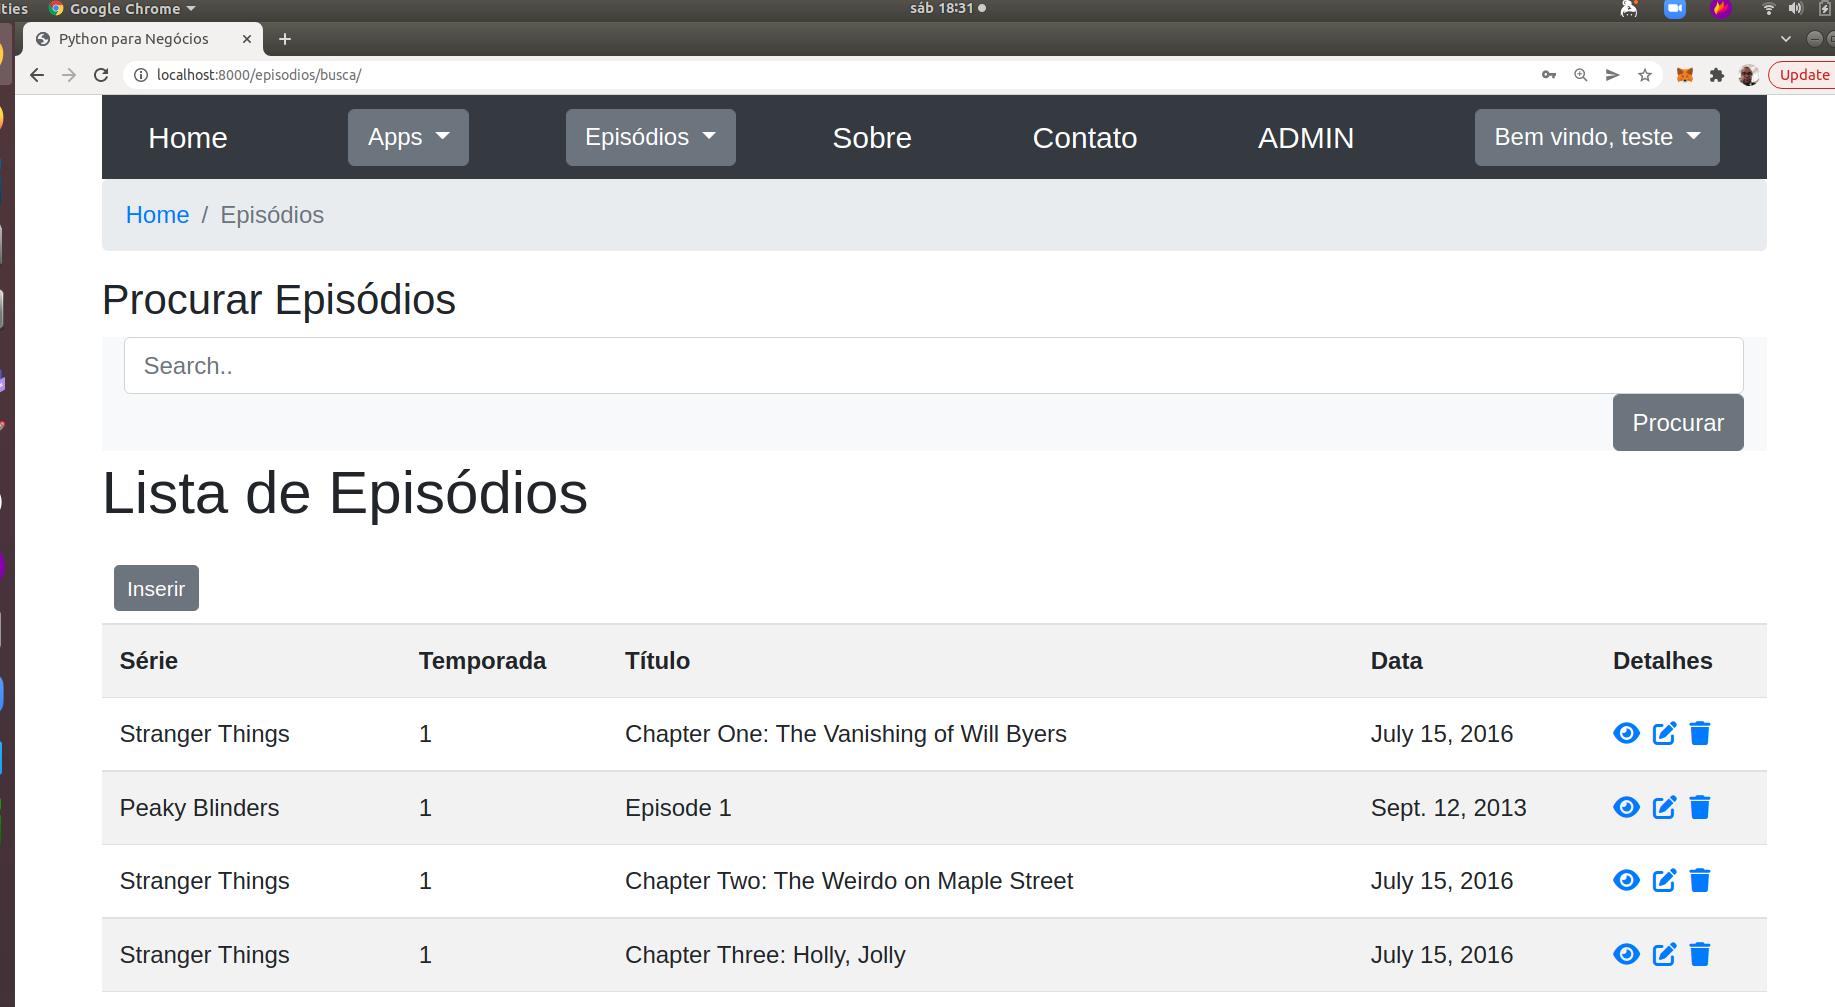 ties Google Chrome sáb 18:31
Python para Negócios
localhost:8000/episodios/busca/ Update
Home Apps Episódios Sobre Contato ADMIN Bem vindo, teste
Home / Episódios
Procurar Episódios
Search..
Procurar
Lista de Episódios
Inserir
Série Temporada Título Data Detalhes
Stranger Things 1 Chapter One: The Vanishing of Will Byers July 15, 2016
Peaky Blinders 1 Episode 1 Sept. 12, 2013
Stranger Things 1 Chapter Two: The Weirdo on Maple Street July 15, 2016
Stranger Things 1 Chapter Three: Holly, Jolly July 15, 2016